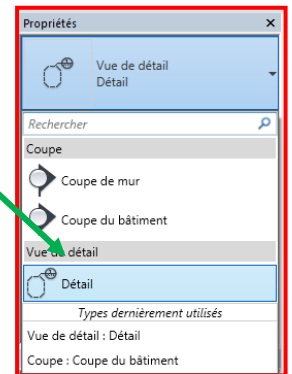 Propriétés
Vue de détail
Détail
Rechercher
Coupe
Coupe de mur
Coupe du bâtiment
Vue de détail
Détail
Types dernièrement utilisés
Vue de détail : Détail
Coupe : Coupe du bâtiment